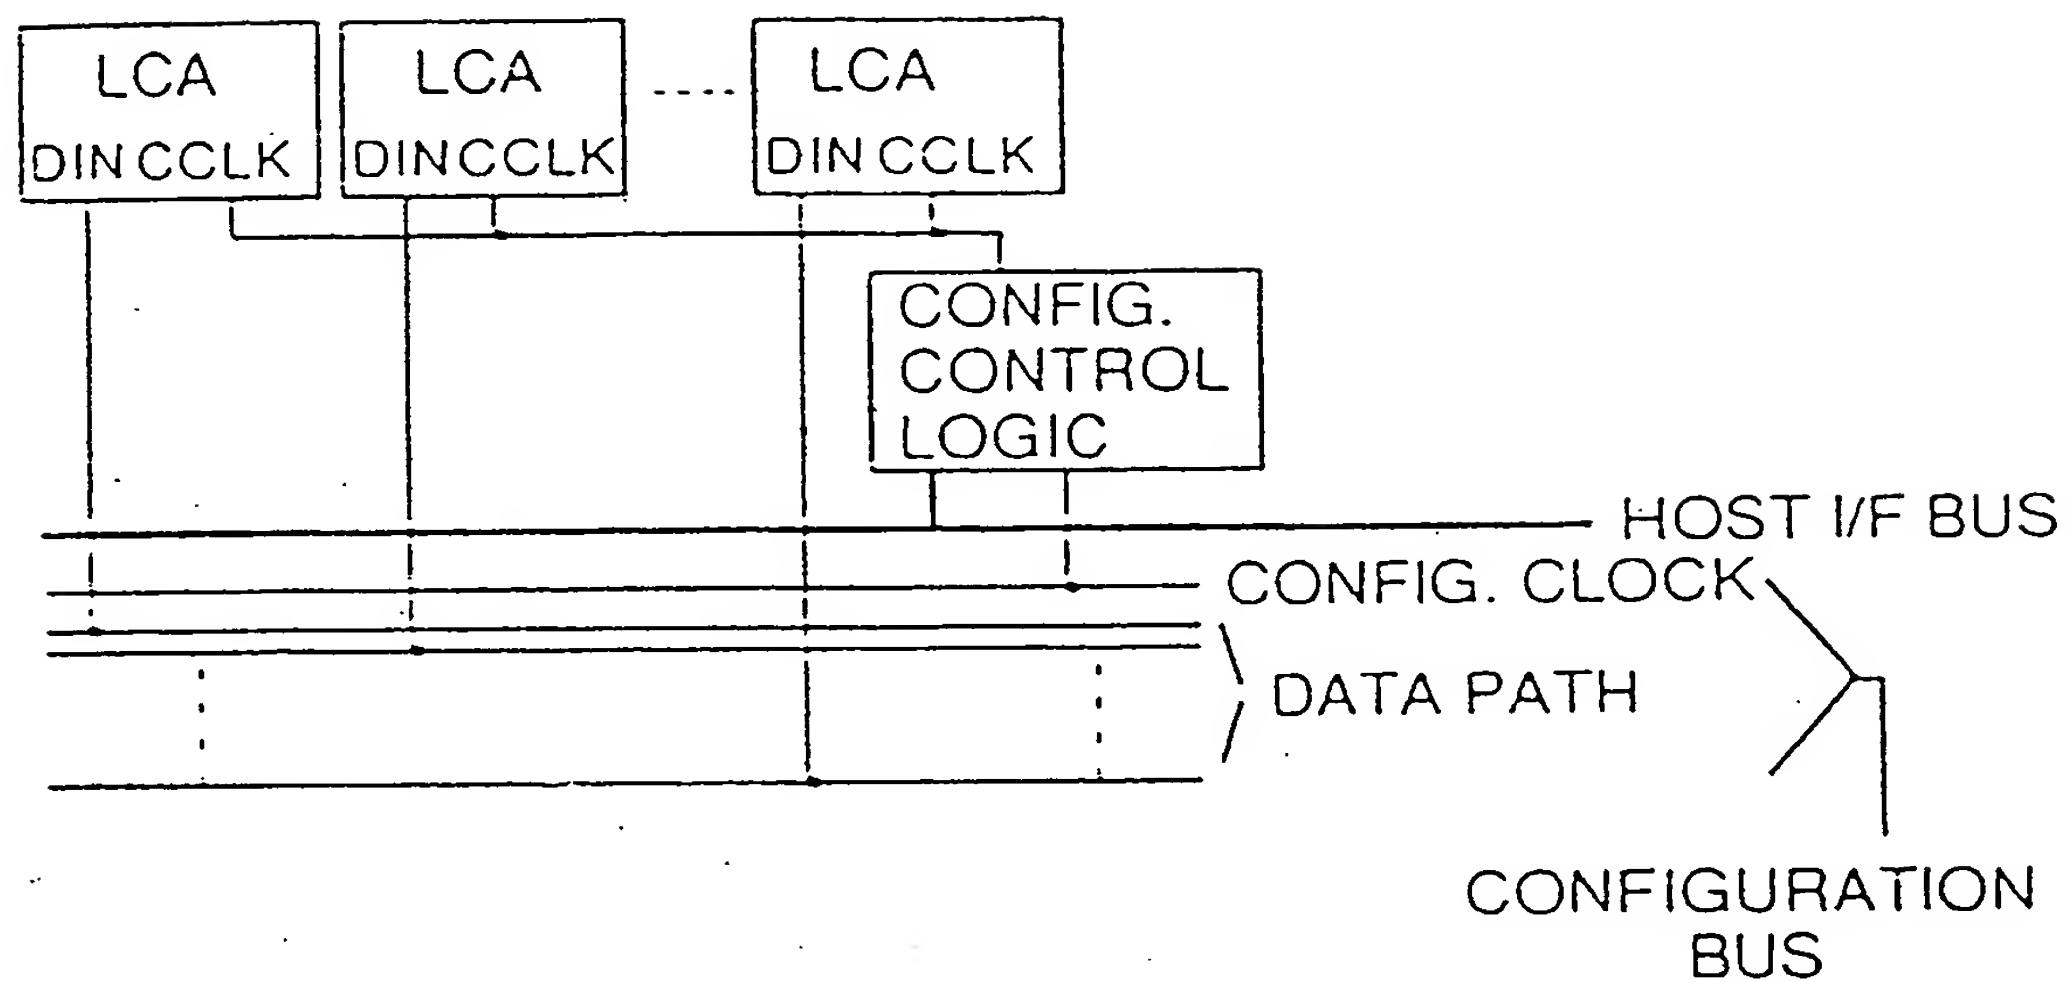 LCA LCA LCA
DIN CCLK DIN CCLK DIN CCLK
CONFIG.
CONTROL
LOGIC
HOST I/F BUS
CONFIG. CLOCK
DATA PATH
CONFIGURATION
BUS